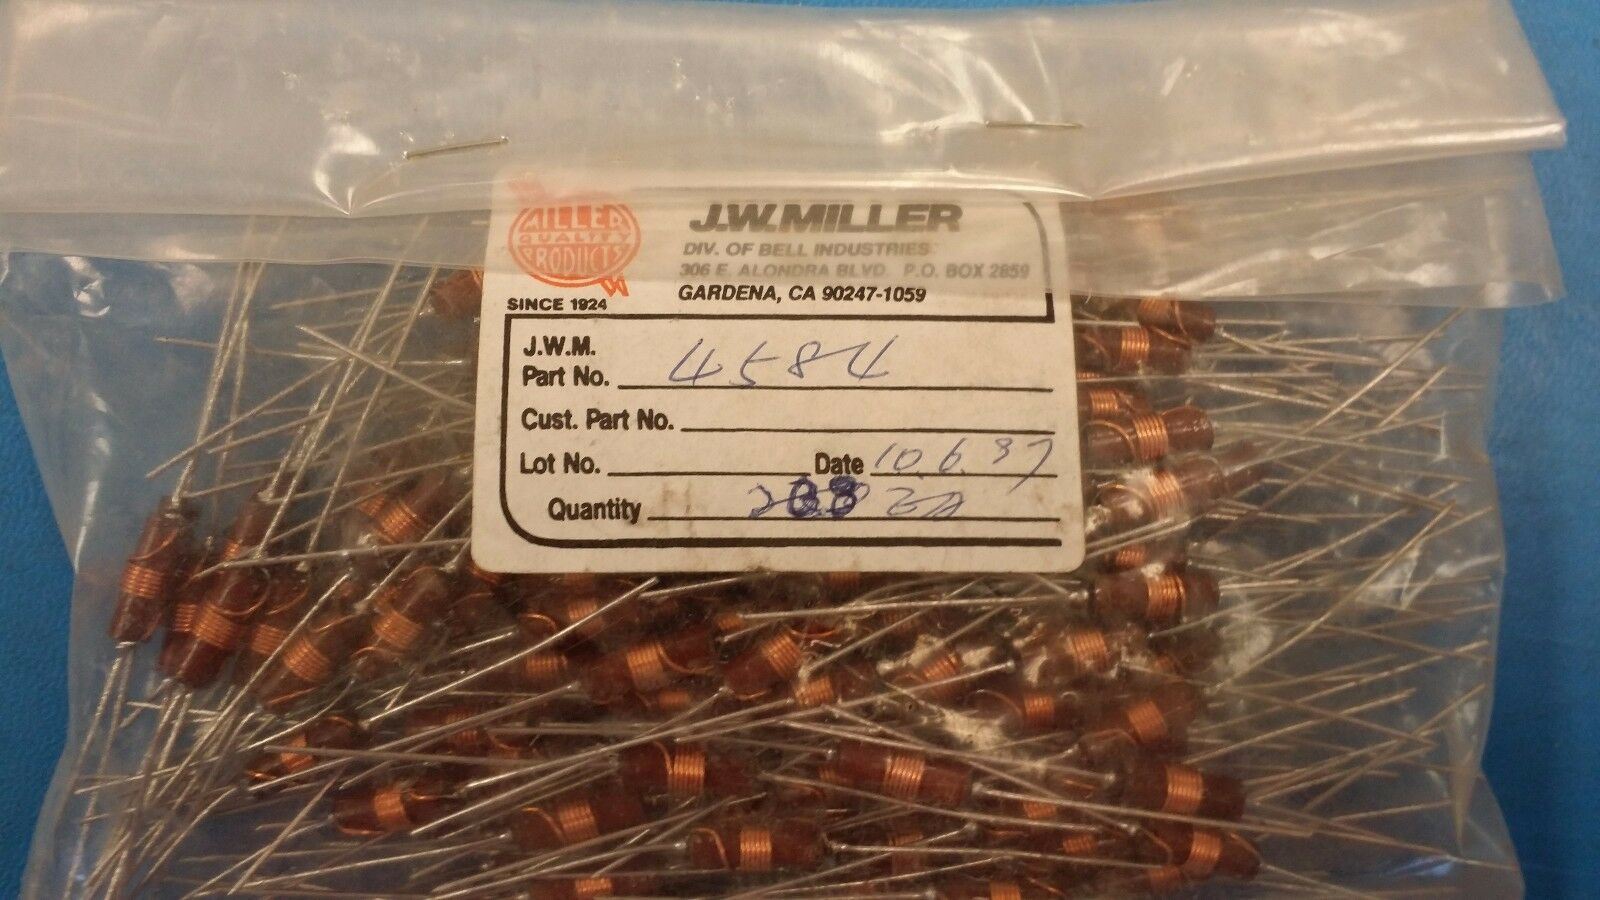 MILLER
QUALITY
PRODUCTS
SINCE 1924
J.W.MILLER
DIV. OF BELL INDUSTRIES
306 E. ALONDRA BLVD. P.O. BOX 2859
GARDENA, CA 90247-1059
J.W.M.
Part No. 4584
Cust. Part No.
Lot No. Date 10.6.87
Quantity EA